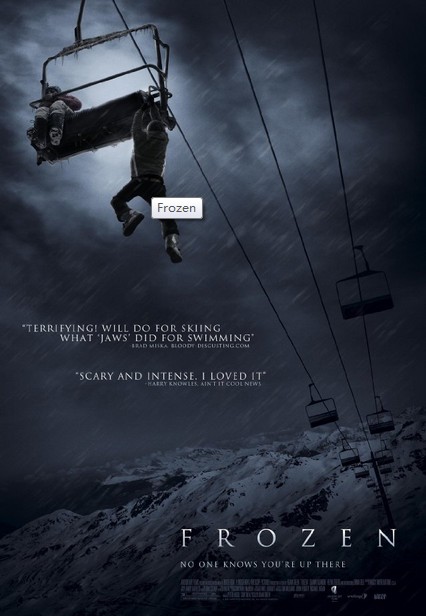 Frozen
"TERRIFYING! WILL DO FOR SKIING
WHAT 'JAWS' DID FOR SWIMMING"
BRAD MISKA, BLOODY-DISGUSTING.COM
"SCARY AND INTENSE, I LOVED IT"
-HARRY KNOWLES, AIN'T IT COOL NEWS
FROZEN
NO ONE KNOWS YOU'RE UP THERE